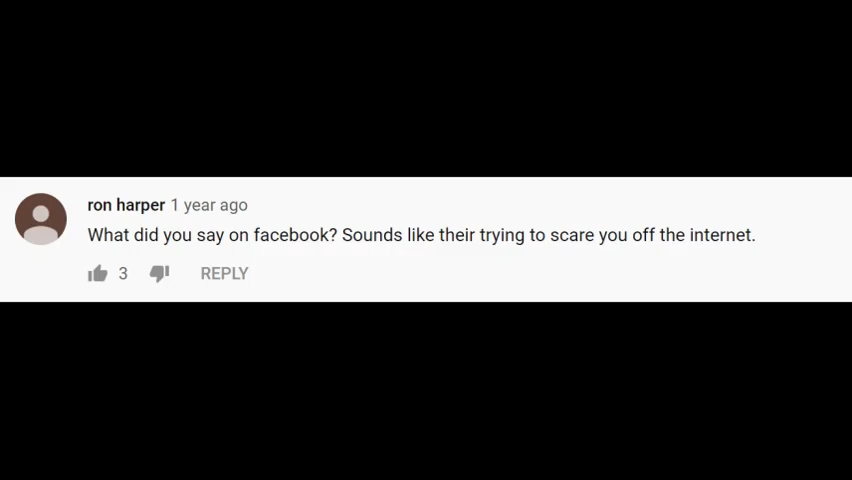 ron harper 1 year ago
What did you say on facebook? Sounds like their trying to scare you off the internet.
3 REPLY